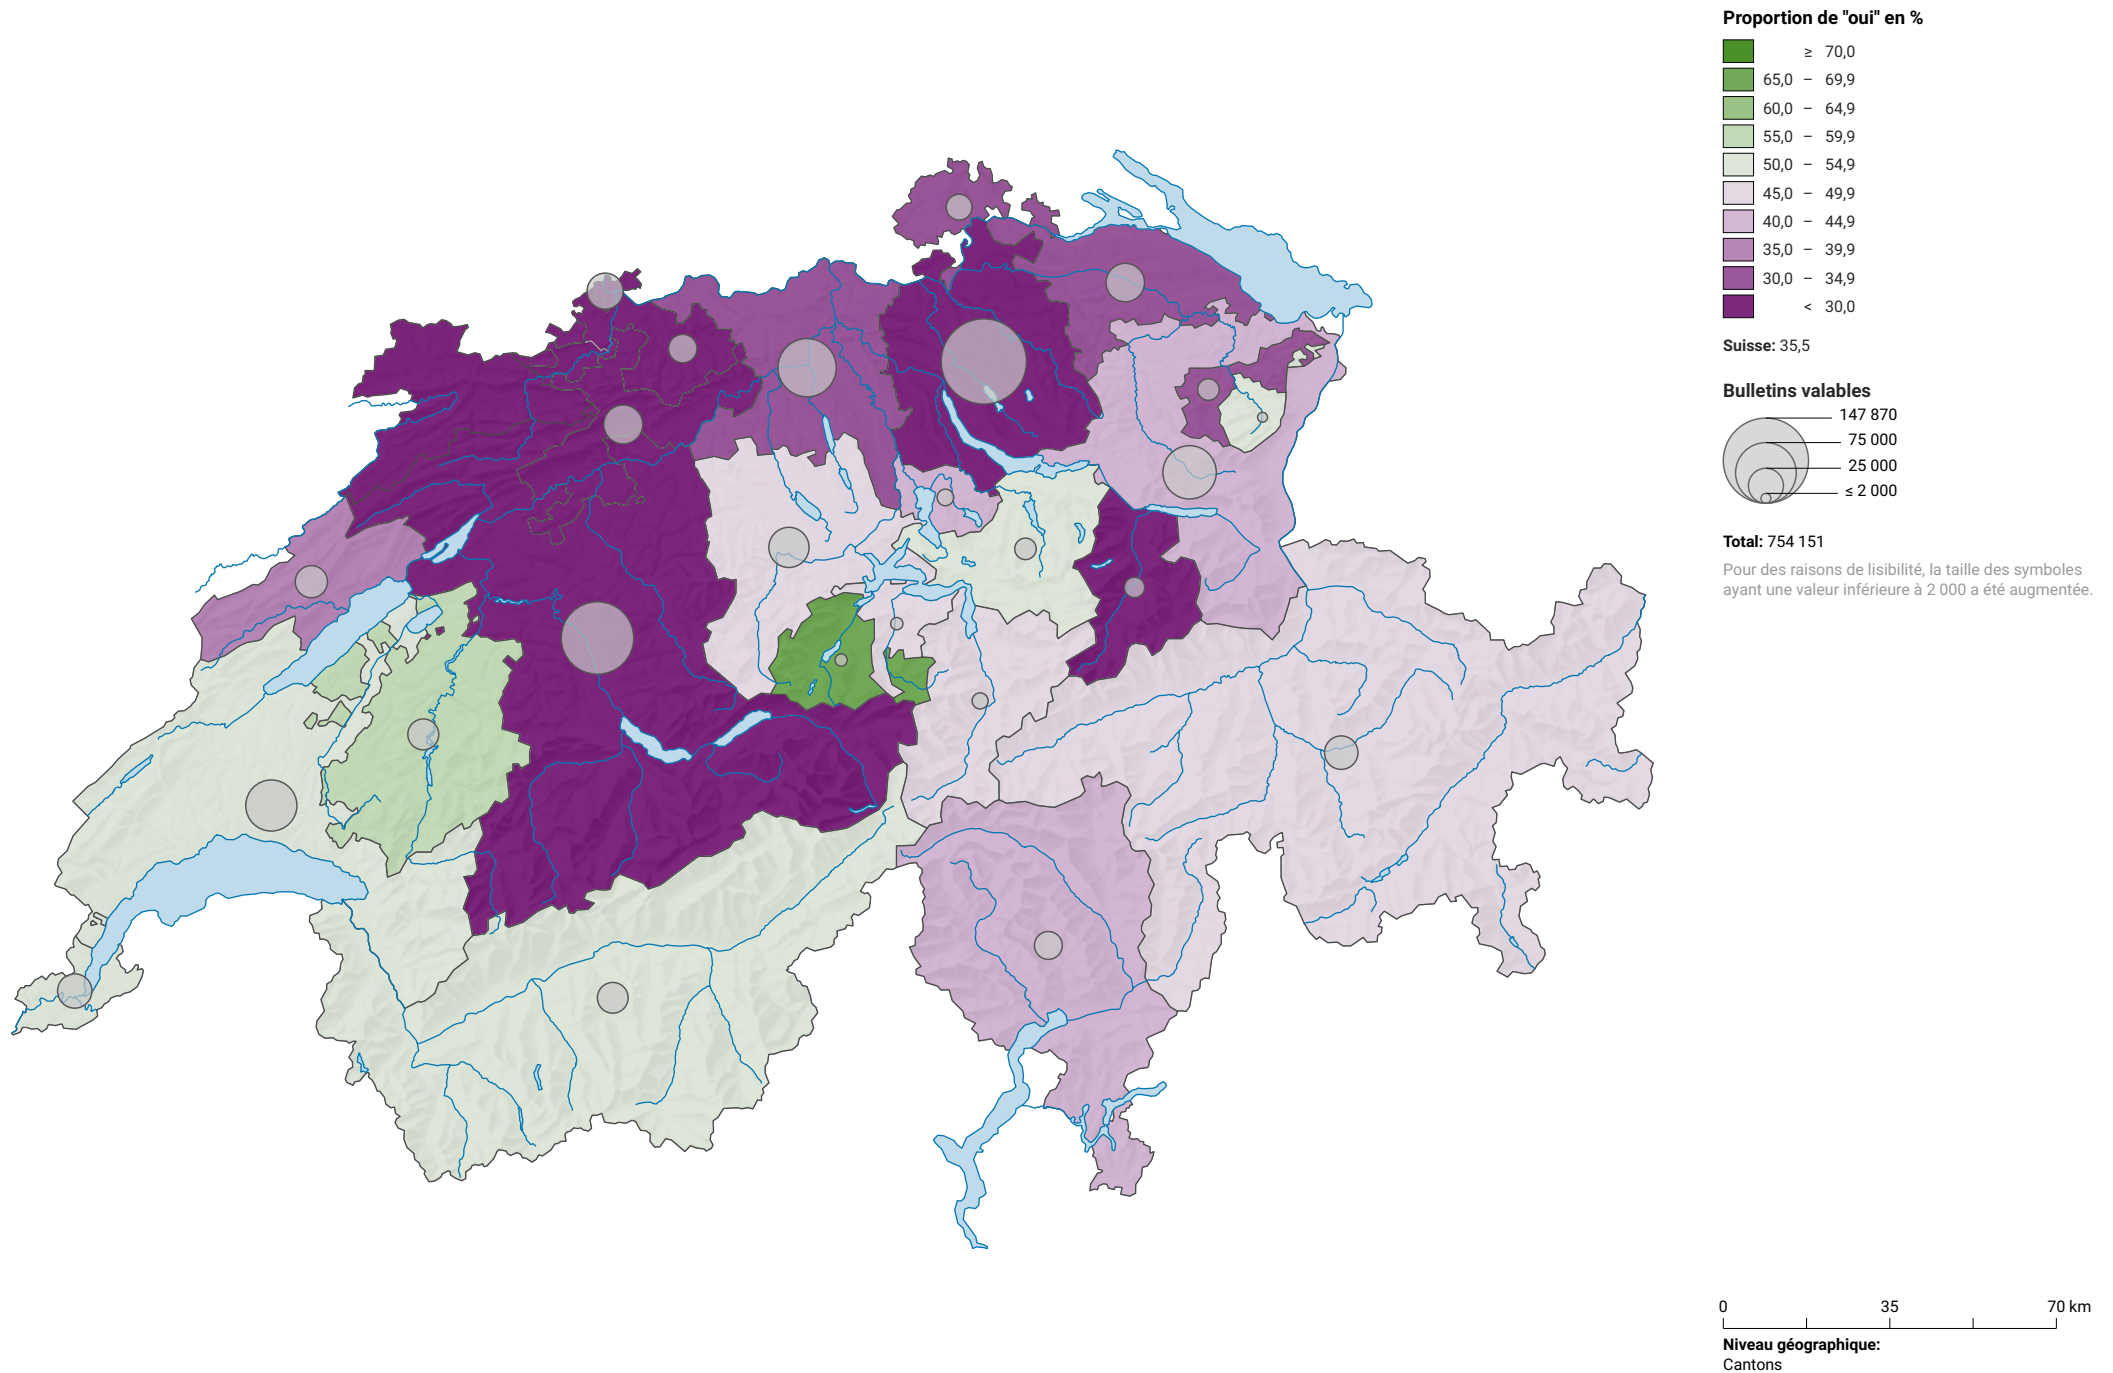 Proportion de "oui" en %
≥ 70,0
65,0 – 69,9
60,0 – 64,9
55,0 – 59,9
50,0 – 54,9
45,0 – 49,9
40,0 – 44,9
35,0 – 39,9
30,0 – 34,9
< 30,0
Suisse: 35,5
Bulletins valables
147 870
75 000
25 000
≤ 2 000
Total: 754 151
Pour des raisons de lisibilité, la taille des symboles
ayant une valeur inférieure à 2 000 a été augmentée.
0 35 70 km
Niveau géographique:
Cantons